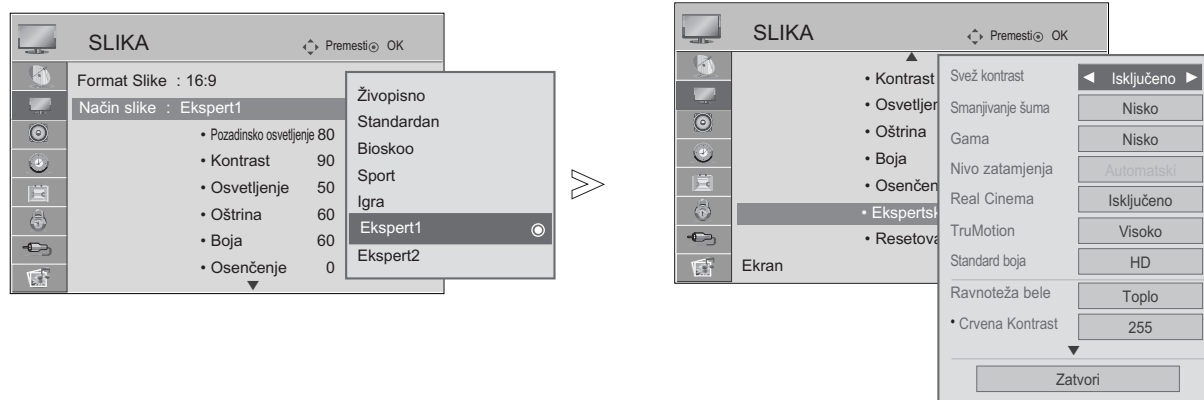 SLIKA
Premesti OK
Format Slike : 16:9
Način slike : Ekspert1
• Pozadinsko osvetljenje 80
• Kontrast 90
• Osvetljenje 50
• Oštrina 60
• Boja 60
• Osenčenje 0
Živopisno
Standardan
Bioskoo
Sport
Igra
Ekspert1
Ekspert2
SLIKA
Premesti OK
• Kontrast
• Osvetljen
• Oštrina
• Boja
• Osenčen
• Ekspertsk
• Resetova
Ekran
Svež kontrast ◀ Isključeno ▶
Smanjivanje šuma Nisko
Gama Nisko
Nivo zatamjenja Automatski
Real Cinema Isključeno
TruMotion Visoko
Standard boja HD
Ravnoteža bele Toplo
• Crvena Kontrast 255
Zatvori